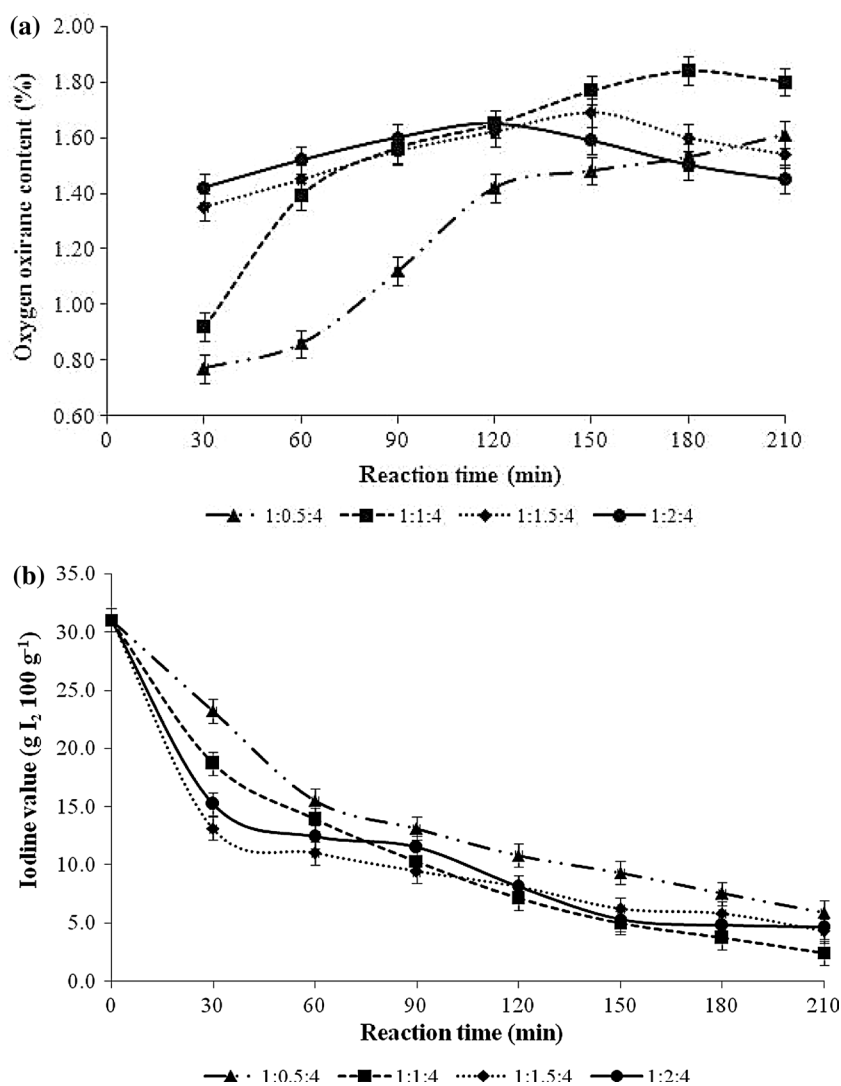 (a)
2.00
1.80
1.60
1.40
1.20
1.00
0.80
0.60
Oxygen oxirane content (%)
0 30 60 90 120 150 180 210
Reaction time (min)
1:0.5:4 1:1:4 1:1.5:4 1:2:4
(b)
35.0
30.0
25.0
20.0
15.0
10.0
5.0
0.0
Iodine value (g I₂ 100 g⁻¹)
0 30 60 90 120 150 180 210
Reaction time (min)
1:0.5:4 1:1:4 1:1.5:4 1:2:4